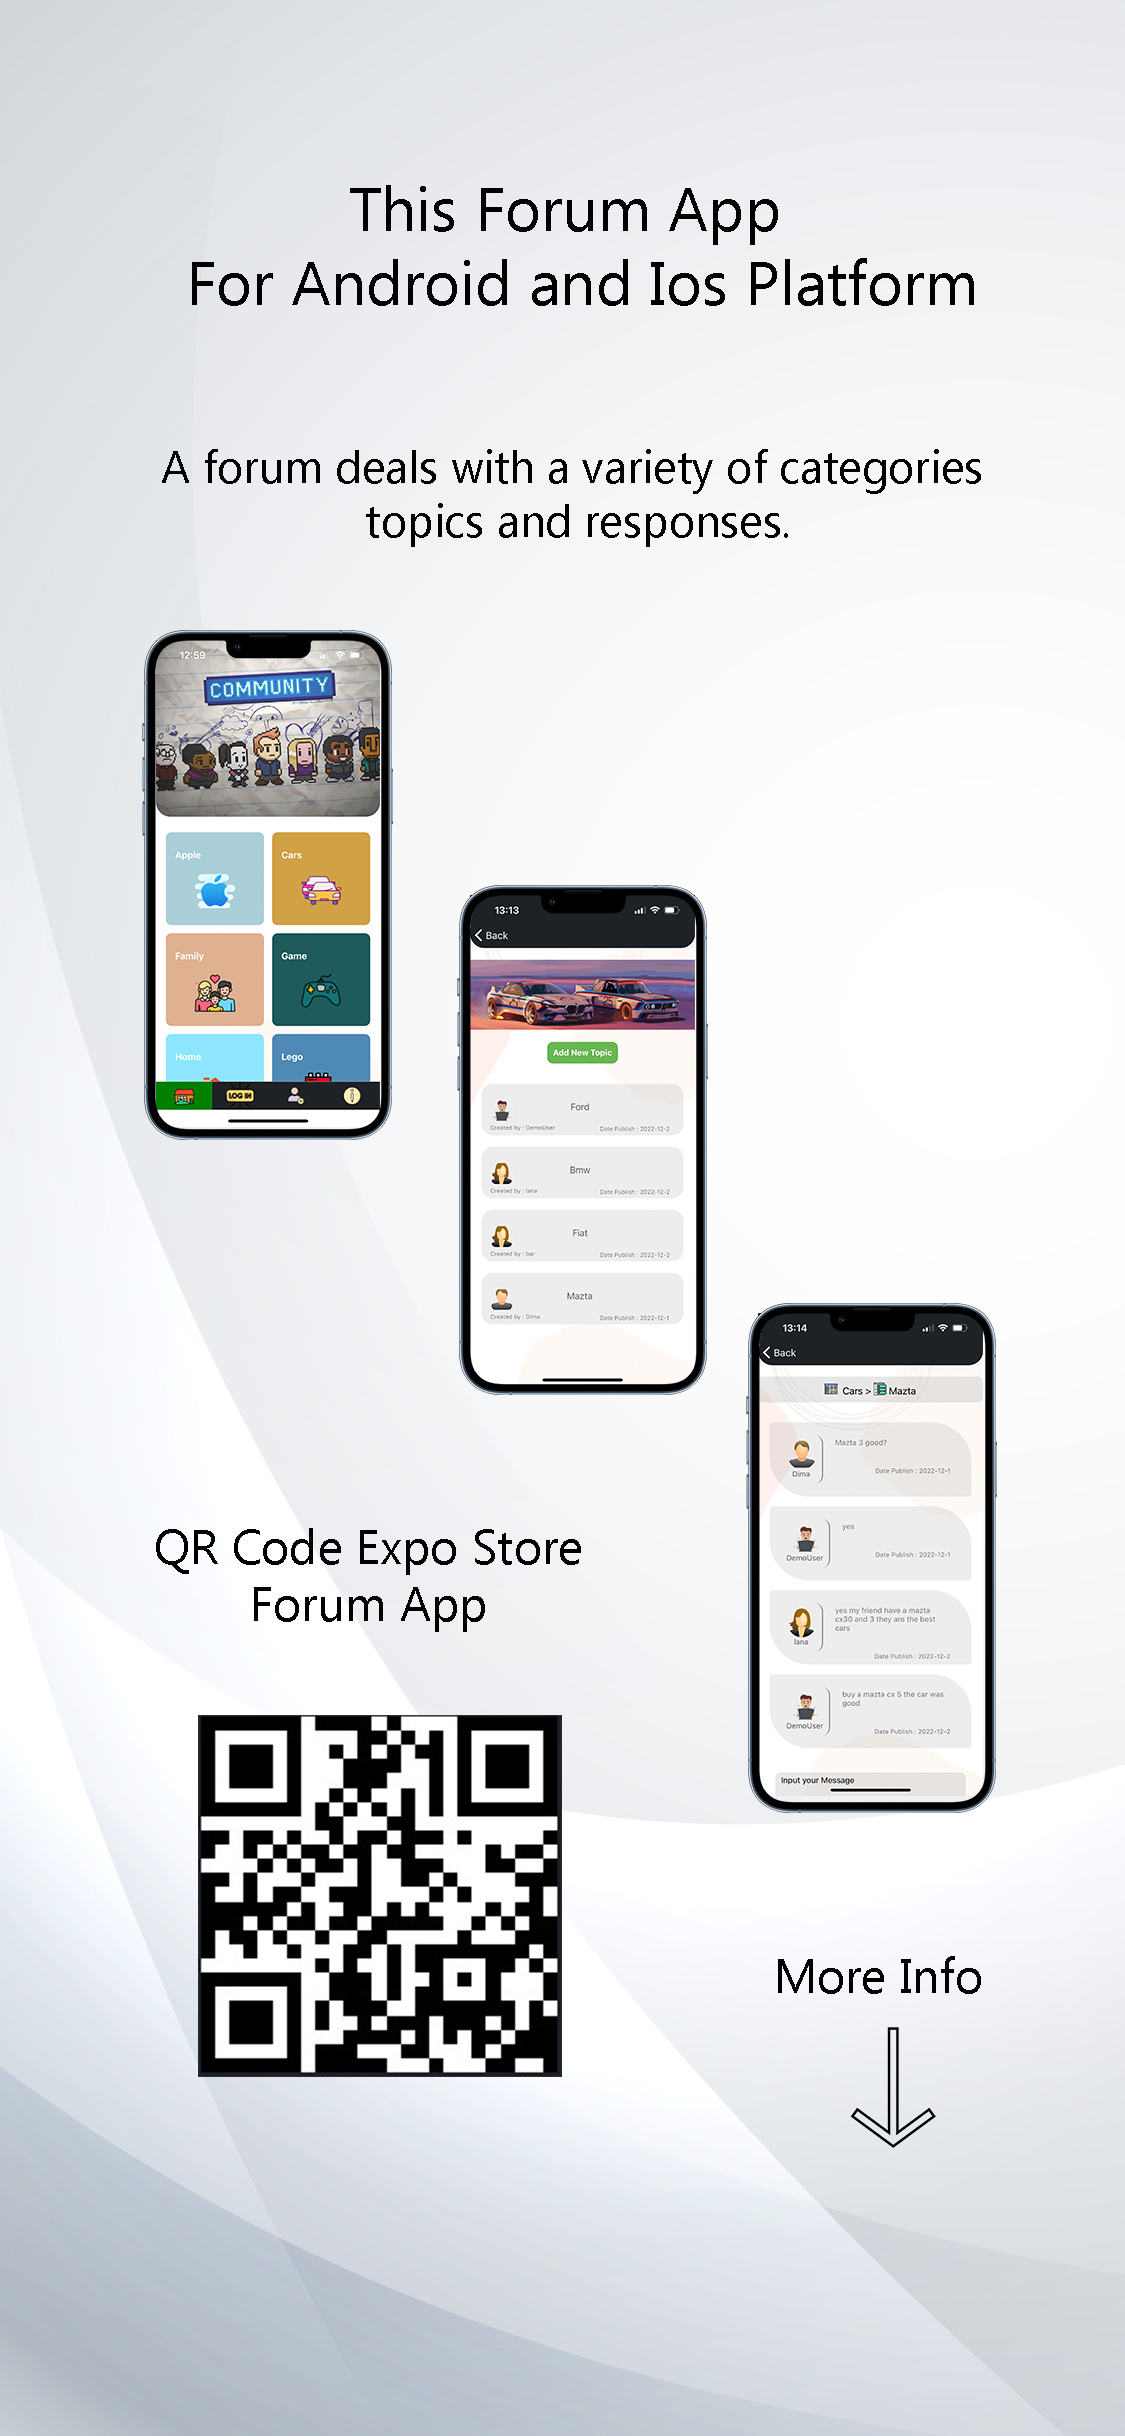 This Forum App
For Android and Ios Platform
A forum deals with a variety of categories
topics and responses.
12:59
COMMUNITY
Apple
Cars
Family
Game
Home
Lego
LOG IN
13:13
Back
Add New Topic
Ford
Created by : DemoUser
Date Publish : 2022-12-2
Bmw
Created by : lana
Date Publish : 2022-12-2
Fiat
Created by : bar
Date Publish : 2022-12-2
Mazta
Created by : Dima
Date Publish : 2022-12-1
13:14
Back
Cars > Mazta
Mazta 3 good?
Dima
Date Publish : 2022-12-1
yes
DemoUser
Date Publish : 2022-12-1
yes my friend have a mazta
cx30 and 3 they are the best
cars
lana
Date Publish : 2022-12-2
buy a mazta cx 5 the car was
good
DemoUser
Date Publish : 2022-12-2
Input your Message
QR Code Expo Store
Forum App
More Info